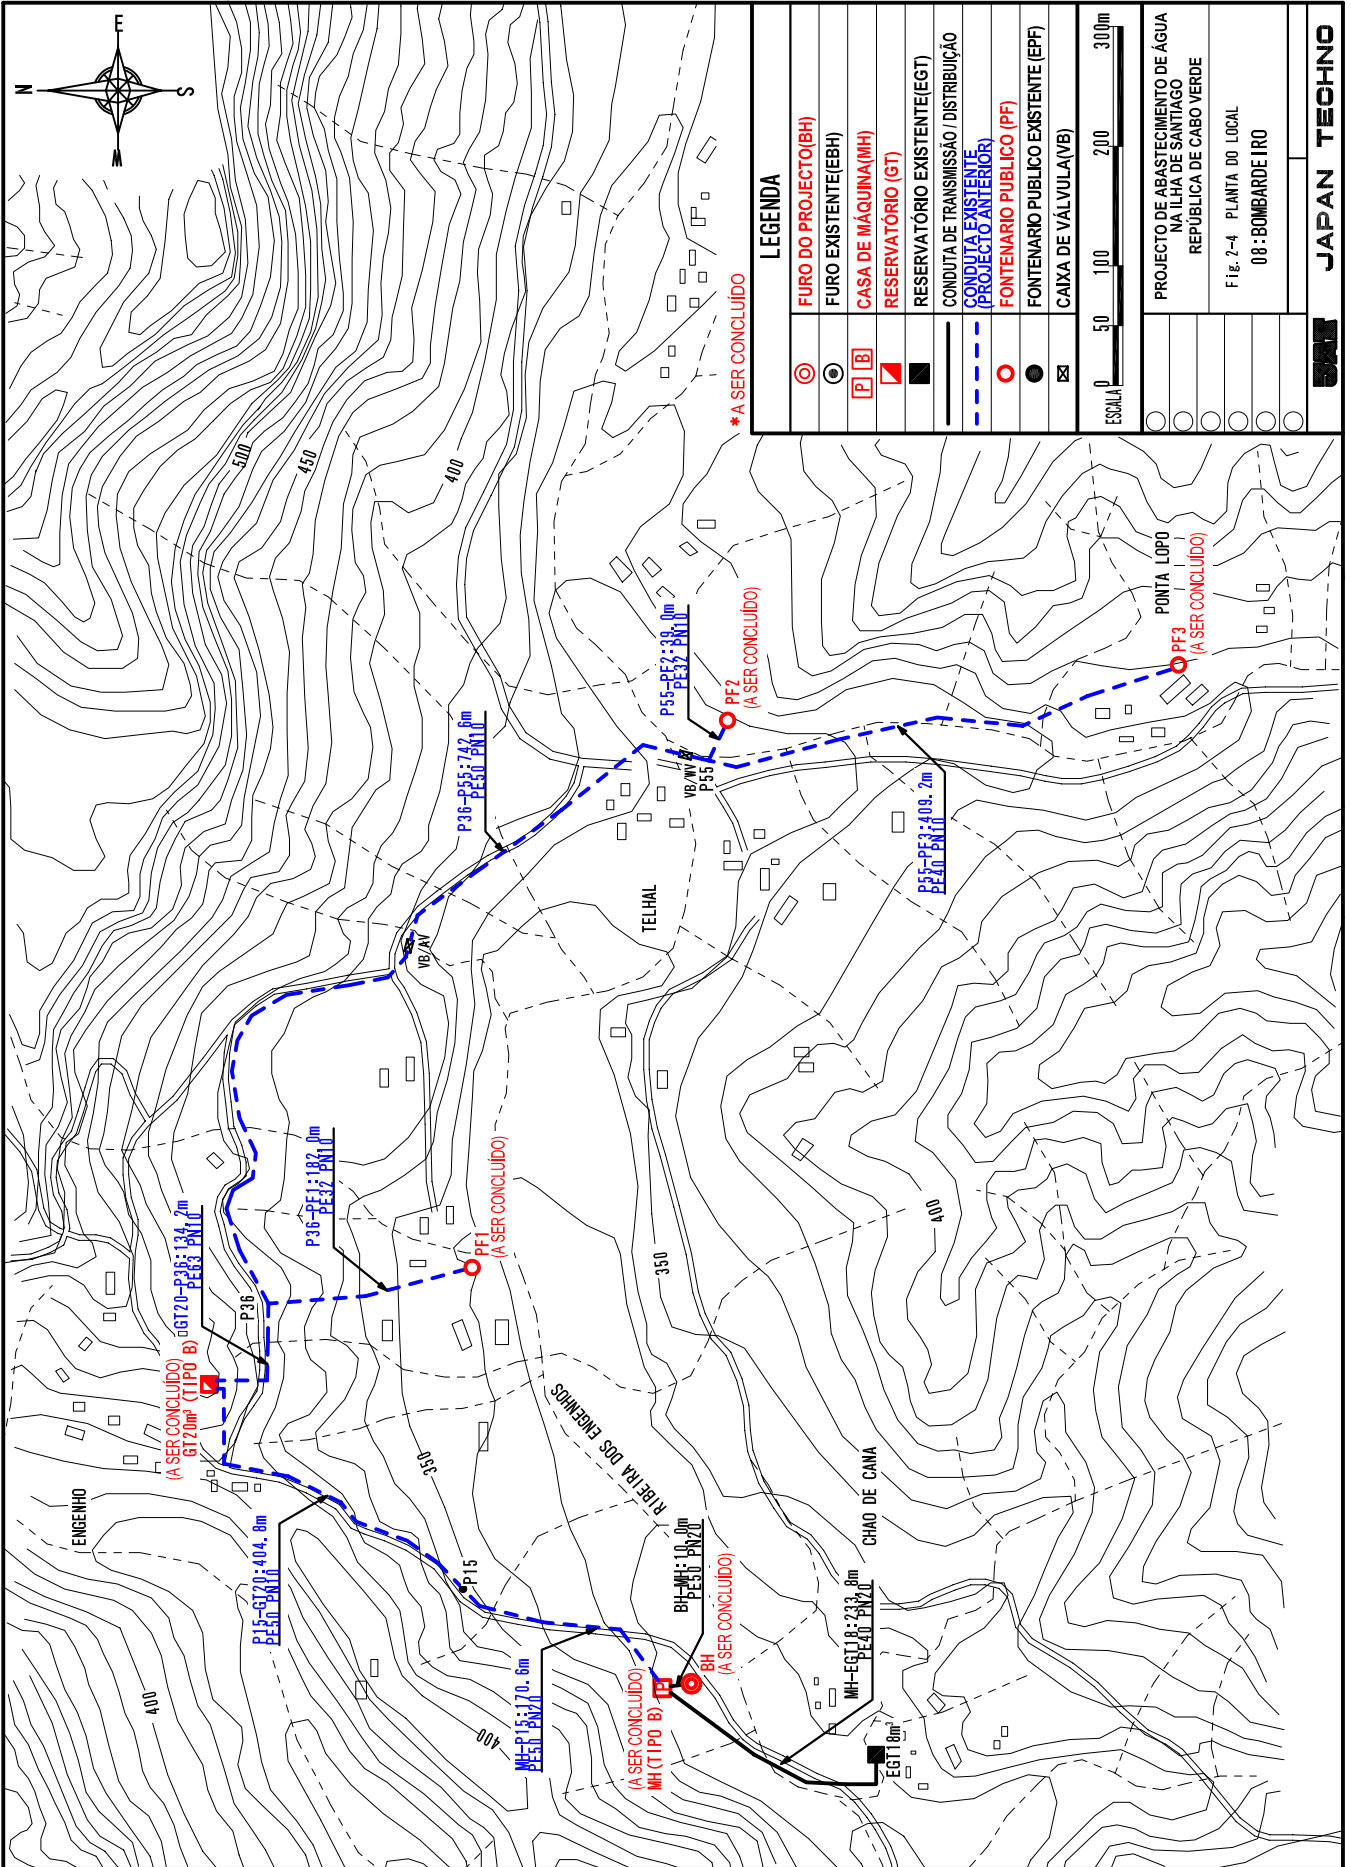 N
E
S
W
500
450
400
*A SER CONCLUÍDO
LEGENDA
FURO DO PROJECTO(BH)
FURO EXISTENTE(EBH)
P B
CASA DE MÁQUINA(MH)
RESERVATÓRIO (GT)
RESERVATÓRIO EXISTENTE(EGT)
CONDUTA DE TRANSMISSÃO / DISTRIBUIÇÃO
CONDUTA EXISTENTE
(PROJECTO ANTERIOR)
FONTENARIO PUBLICO (PF)
FONTENARIO PUBLICO EXISTENTE (EPF)
CAIXA DE VÁLVULA(VB)
ESCALA 0 50 100 200 300m
PROJECTO DE ABASTECIMENTO DE ÁGUA
NA ILHA DE SANTIAGO
REPÚBLICA DE CABO VERDE
Fig.2-4 PLANTA DO LOCAL
08:BOMBARDEIRO
JAPAN TECHNO
ENGENHO
(A SER CONCLUÍDO)
GT20m³ (TIPO B)
GT20-P36:134.2m
PE63 PN10
P36
P36-PF1:182.0m
PE32 PN10
PF1
(A SER CONCLUÍDO)
P15-GT20:404.8m
PE50 PN10
P15
350
400
400
MH-P15:170.6m
PE50 PN20
(A SER CONCLUÍDO)
MH(TIPO B)
P
BH-MH:10.0m
PE50 PN20
BH
(A SER CONCLUÍDO)
MH-EGT18:233.8m
PE40 PN20
EGT18m³
CHAO DE CANA
RIBEIRA DOS ENGENHOS
350
400
VB/AV
P36-P55:742.6m
PE50 PN10
TELHAL
VB/WV
P55
P55-PF2:39.0m
PE32 PN10
PF2
(A SER CONCLUÍDO)
P55-PF3:409.2m
PE40 PN10
PONTA LOPO
PF3
(A SER CONCLUÍDO)